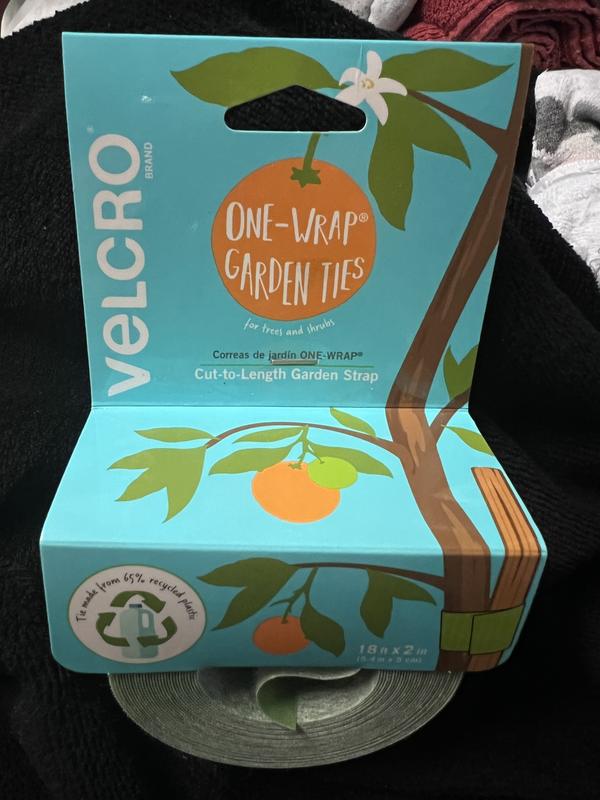 VELCRO®
BRAND
ONE-WRAP®
GARDEN TIES
for trees and shrubs
Correas de jardín ONE-WRAP®
Cut-to-Length Garden Strap
Tie made from 65% recycled plastic
18 ft x 2 in
(5.4 m x 5 cm)